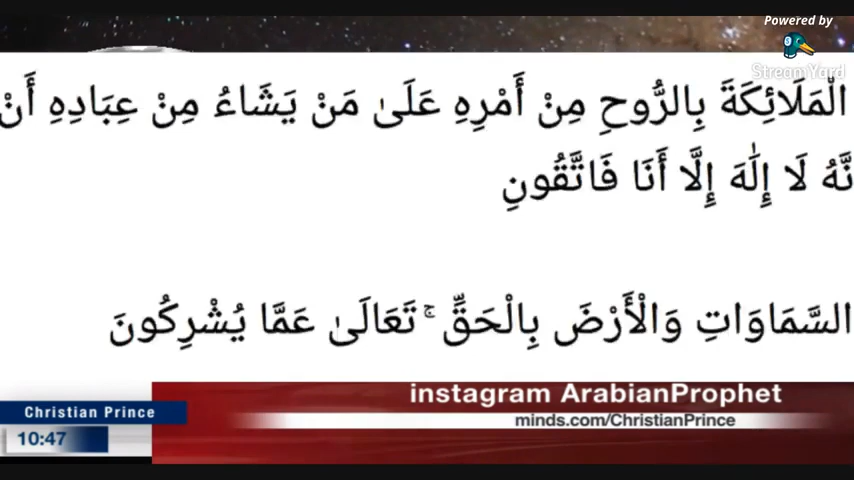 Powered by
StreamYard
الْمَلَائِكَةَ بِالرُّوحِ مِنْ أَمْرِهِ عَلَىٰ مَنْ يَشَاءُ مِنْ عِبَادِهِ أَنْ
نَّهُ لَا إِلَٰهَ إِلَّا أَنَا فَاتَّقُونِ
السَّمَاوَاتِ وَالْأَرْضَ بِالْحَقِّ ۚ تَعَالَىٰ عَمَّا يُشْرِكُونَ
instagram ArabianProphet
Christian Prince
minds.com/ChristianPrince
10:47